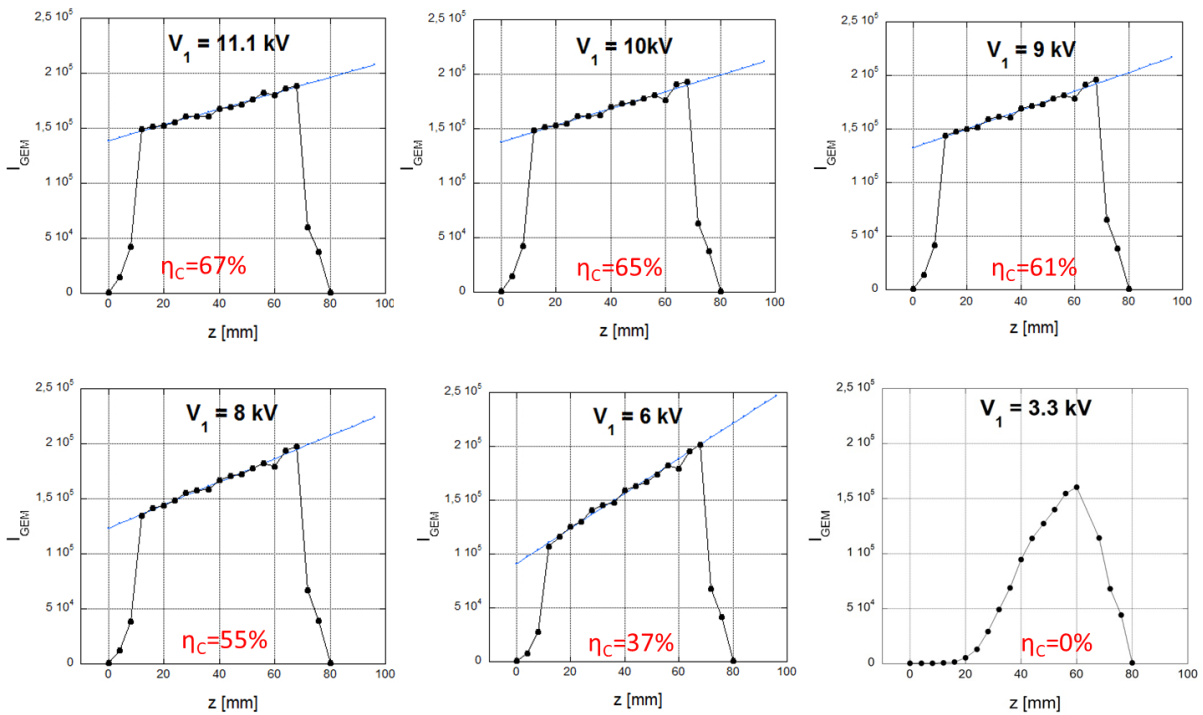 V1 = 11.1 kV
2,5 10^5
2 10^5
1,5 10^5
1 10^5
5 10^4
0
I_GEM
ηC=67%
0 20 40 60 80 100
z [mm]
V1 = 10kV
2,5 10^5
2 10^5
1,5 10^5
1 10^5
5 10^4
0
I_GEM
ηC=65%
0 20 40 60 80 100
z [mm]
V1 = 9 kV
2,5 10^5
2 10^5
1,5 10^5
1 10^5
5 10^4
0
I_GEM
ηC=61%
0 20 40 60 80 100
z [mm]
V1 = 8 kV
2,5 10^5
2 10^5
1,5 10^5
1 10^5
5 10^4
0
I_GEM
ηC=55%
0 20 40 60 80 100
z [mm]
V1 = 6 kV
2,5 10^5
2 10^5
1,5 10^5
1 10^5
5 10^4
0
I_GEM
ηC=37%
0 20 40 60 80 100
z [mm]
V1 = 3.3 kV
2,5 10^5
2 10^5
1,5 10^5
1 10^5
5 10^4
0
I_GEM
ηC=0%
0 20 40 60 80 100
z [mm]